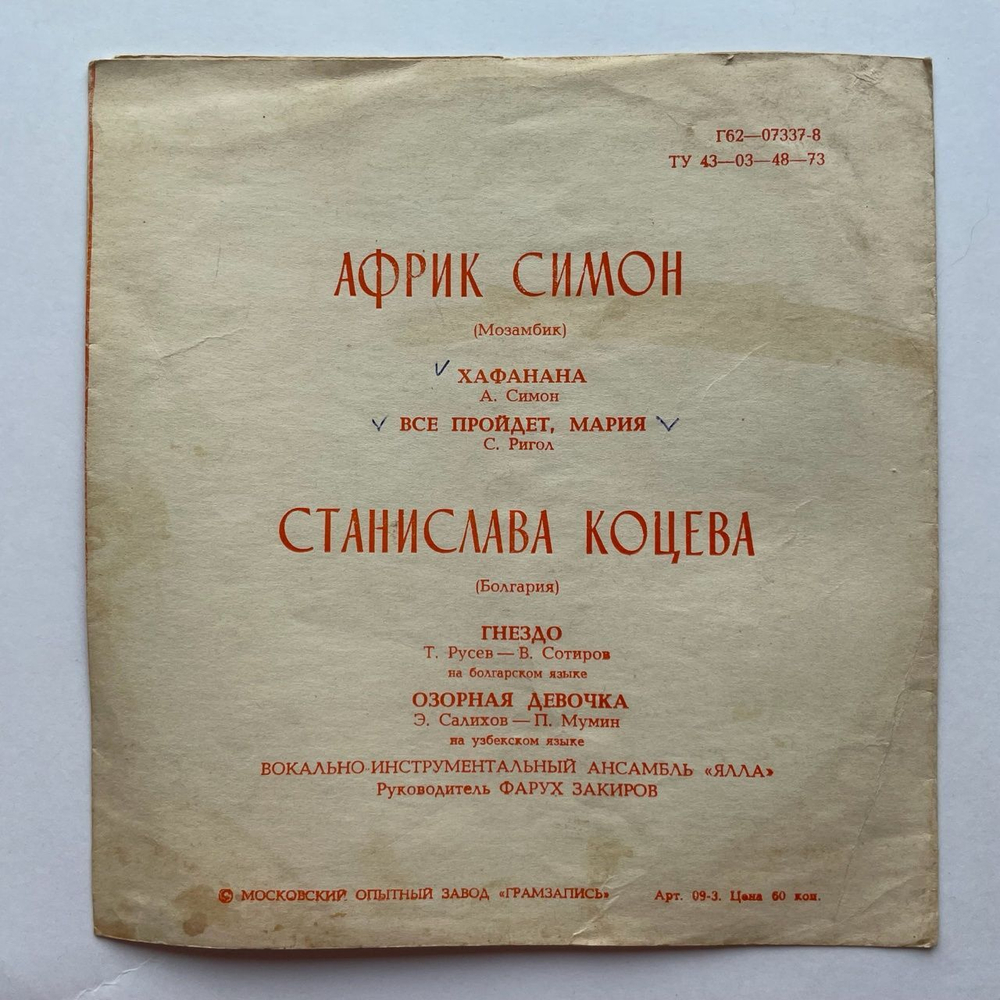 Г62—07337-8
ТУ 43—03—48—73
АФРИК СИМОН
(Мозамбик)
ХАФАНАНА
А. Симон
ВСЕ ПРОЙДЕТ, МАРИЯ
С. Ригол
СТАНИСЛАВА КОЦЕВА
(Болгария)
ГНЕЗДО
Т. Русев — В. Сотиров
на болгарском языке
ОЗОРНАЯ ДЕВОЧКА
Э. Салихов — П. Мумин
на узбекском языке
ВОКАЛЬНО-ИНСТРУМЕНТАЛЬНЫЙ АНСАМБЛЬ «ЯЛЛА»
Руководитель ФАРУХ ЗАКИРОВ
© МОСКОВСКИЙ ОПЫТНЫЙ ЗАВОД «ГРАМЗАПИСЬ» Арт. 09-3. Цена 60 коп.